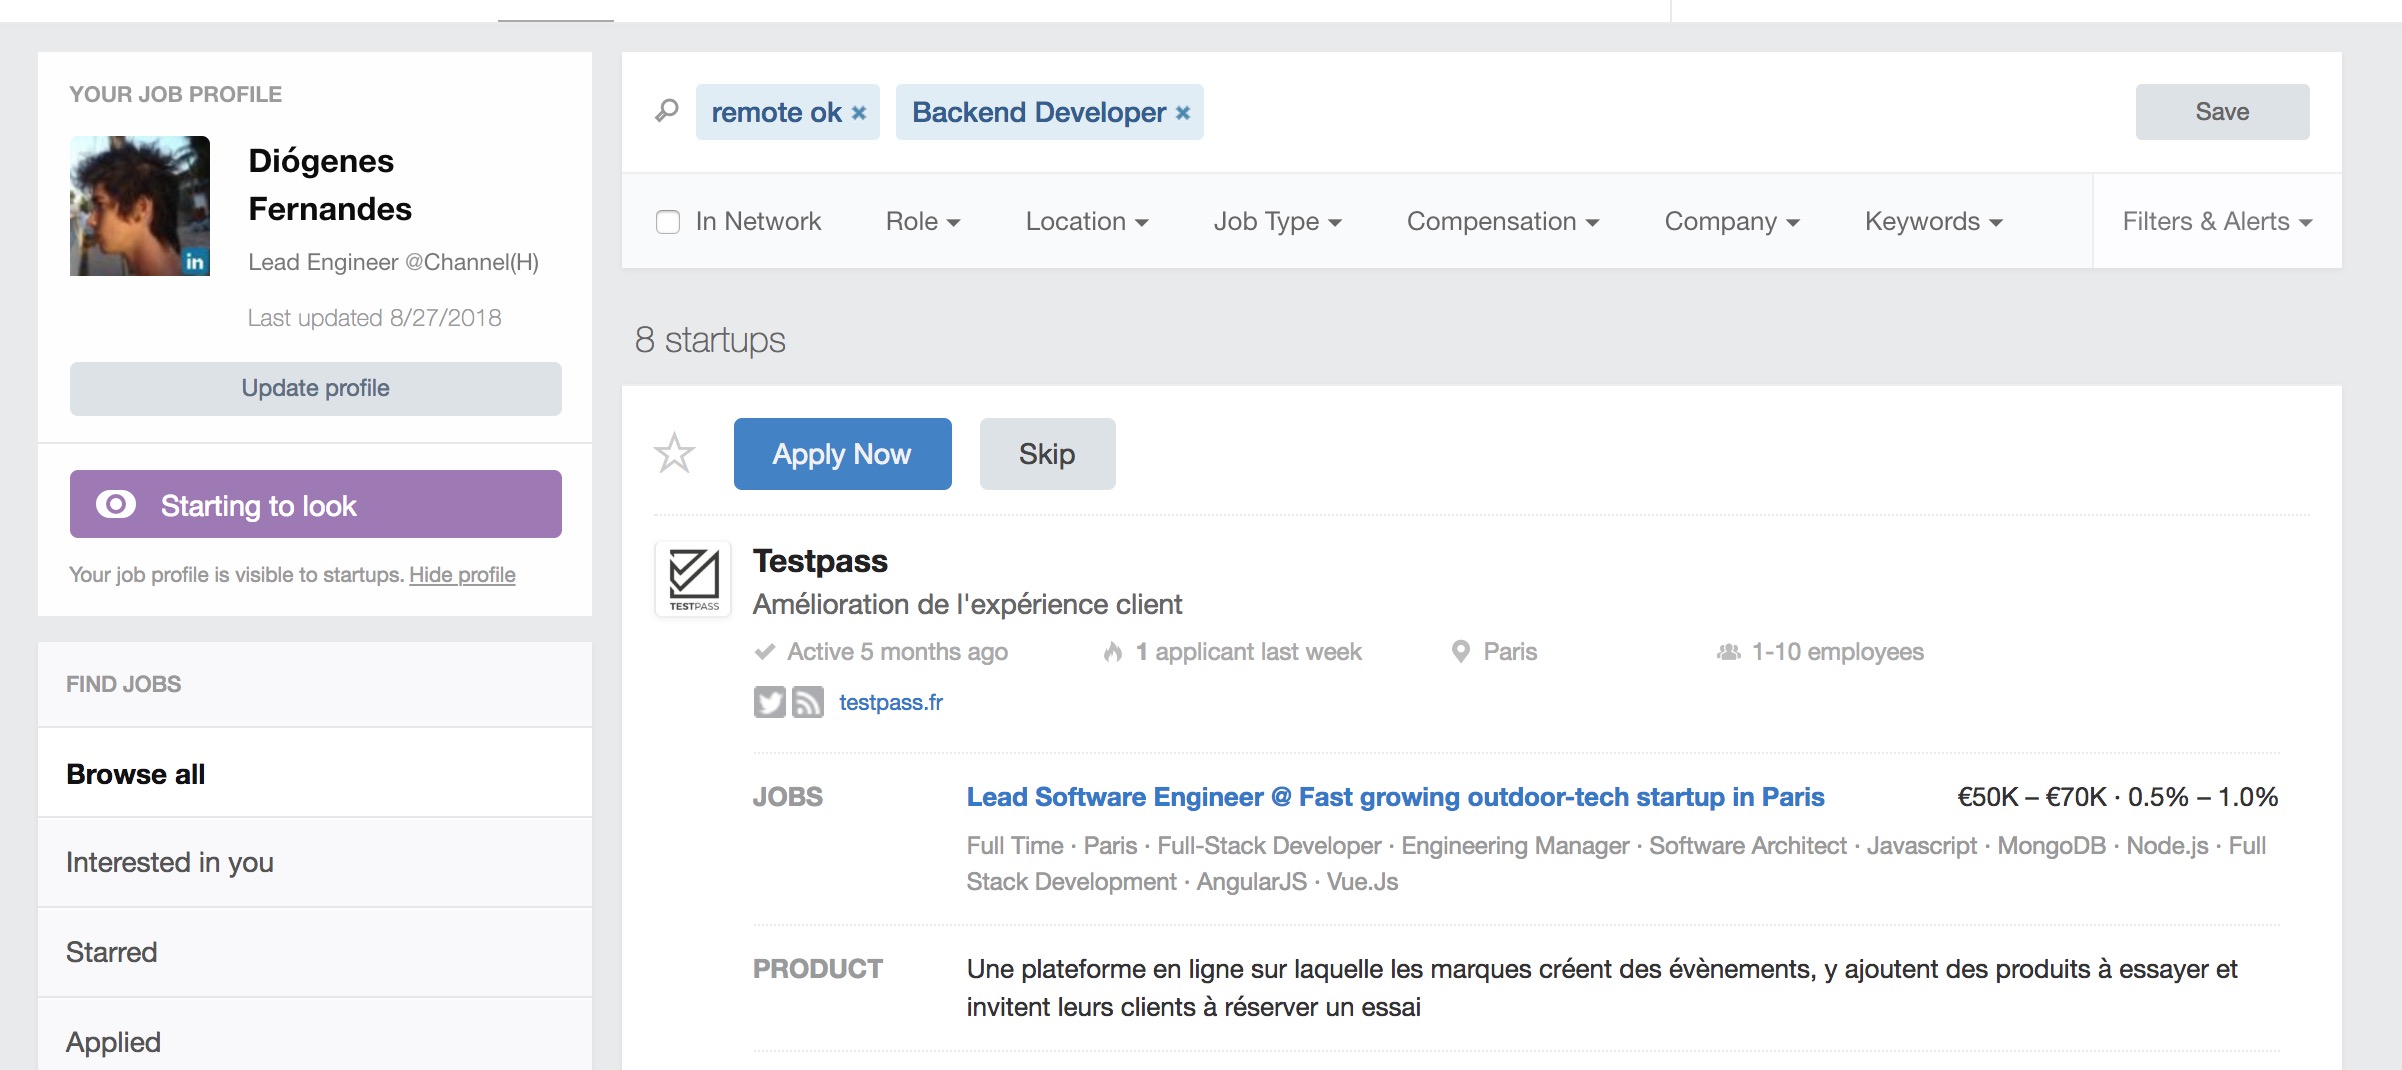 YOUR JOB PROFILE
Diógenes
Fernandes
in
Lead Engineer @Channel(H)
Last updated 8/27/2018
Update profile
Starting to look
Your job profile is visible to startups. Hide profile
FIND JOBS
Browse all
Interested in you
Starred
Applied
remote ok × Backend Developer × Save
In Network Role Location Job Type Compensation Company Keywords Filters & Alerts
8 startups
Apply Now Skip
TESTPASS
Testpass
Amélioration de l'expérience client
Active 5 months ago 1 applicant last week Paris 1-10 employees
testpass.fr
JOBS Lead Software Engineer @ Fast growing outdoor-tech startup in Paris €50K – €70K · 0.5% – 1.0%
Full Time · Paris · Full-Stack Developer · Engineering Manager · Software Architect · Javascript · MongoDB · Node.js · Full
Stack Development · AngularJS · Vue.Js
PRODUCT Une plateforme en ligne sur laquelle les marques créent des évènements, y ajoutent des produits à essayer et
invitent leurs clients à réserver un essai